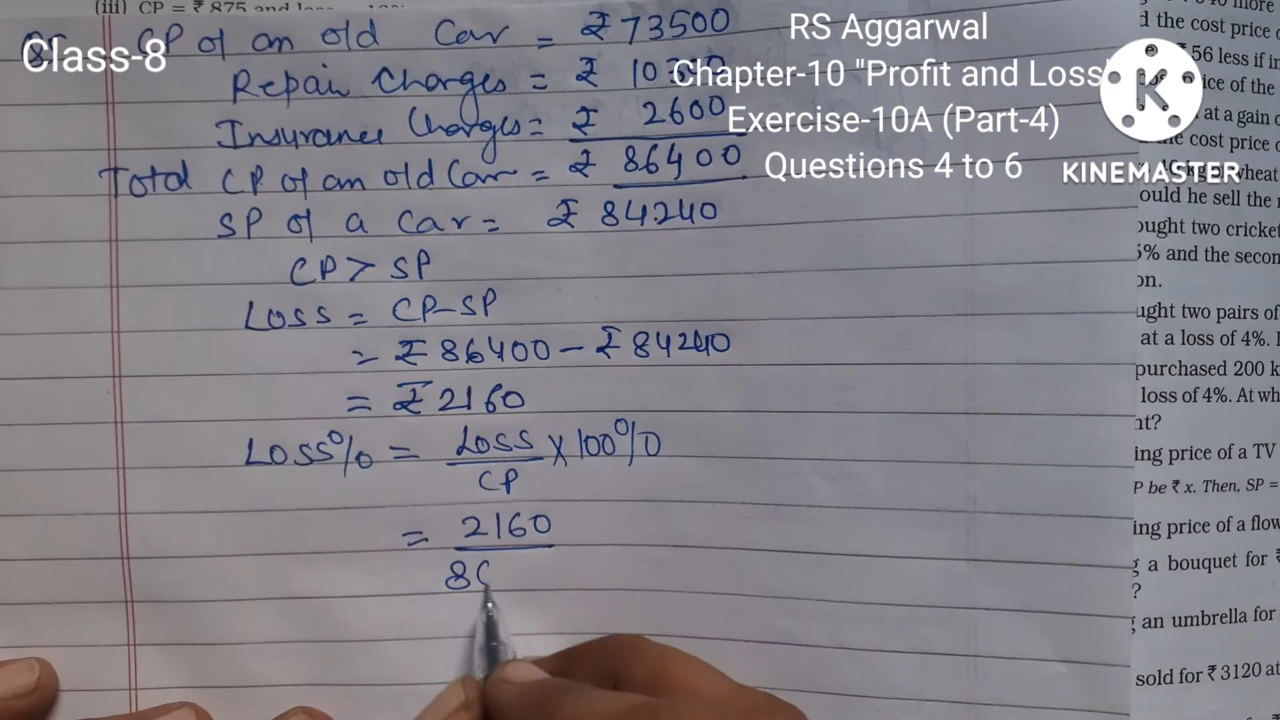 (iii) CP = ₹ 875 and
CP of an old Car = ₹ 73500
Class-8
RS Aggarwal
Repair Charges = ₹
Chapter-10 "Profit and Loss"
Insurance Charges = ₹ 2600
Exercise-10A (Part-4)
Total CP of an old Car = ₹ 86400
Questions 4 to 6
K
KINEMASTER
SP of a Car = ₹ 84240
CP > SP
Loss = CP-SP
= ₹ 86400 - ₹ 84240
= ₹ 2160
Loss% = Loss × 100%
CP
= 2160
more
d the cost price
56 less if in
ice of the
at a gain
cost price
wheat
ould he sell the
ought two cricket
5% and the secon
on.
ught two pairs of
at a loss of 4%.
purchased 200 k
loss of 4%. At wh
nt?
ing price of a TV
P be ₹ x. Then, SP =
ing price of a flow
g a bouquet for ₹
?
g an umbrella for
sold for ₹ 3120 at